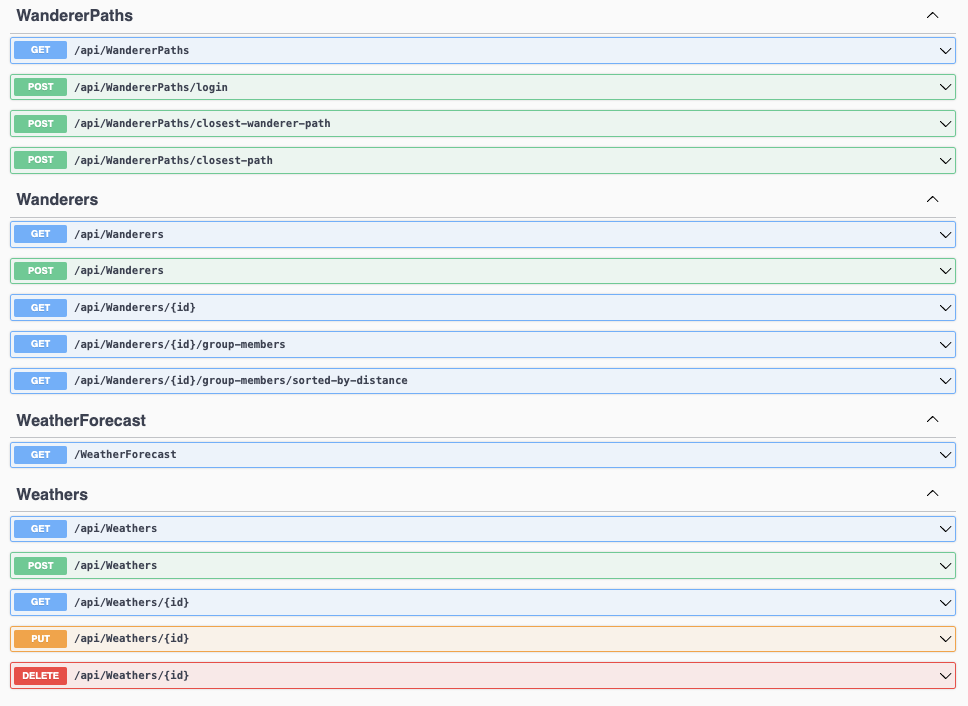 WandererPaths
GET /api/WandererPaths
POST /api/WandererPaths/login
POST /api/WandererPaths/closest-wanderer-path
POST /api/WandererPaths/closest-path
Wanderers
GET /api/Wanderers
POST /api/Wanderers
GET /api/Wanderers/{id}
GET /api/Wanderers/{id}/group-members
GET /api/Wanderers/{id}/group-members/sorted-by-distance
WeatherForecast
GET /WeatherForecast
Weathers
GET /api/Weathers
POST /api/Weathers
GET /api/Weathers/{id}
PUT /api/Weathers/{id}
DELETE /api/Weathers/{id}